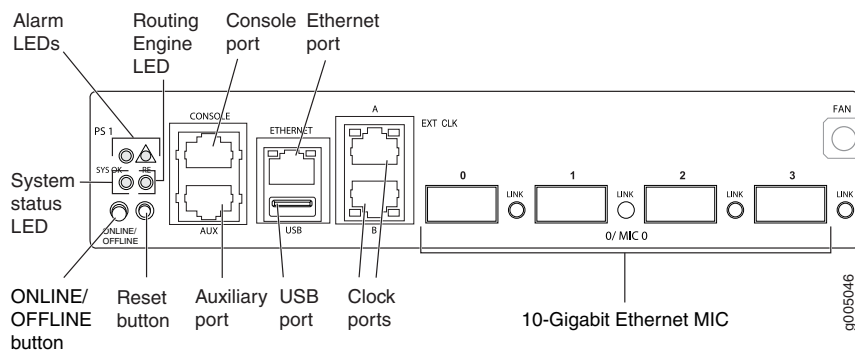 Alarm
LEDs
Routing
Engine
LED
Console
port
Ethernet
port
PS 1
CONSOLE
ETHERNET
A
EXT CLK
FAN
SYS OK
RE
System
status
LED
0
1
2
3
LINK
LINK
LINK
LINK
ONLINE/
OFFLINE
AUX
USB
B
0/ MIC 0
ONLINE/
OFFLINE
button
Reset
button
Auxiliary
port
USB
port
Clock
ports
10-Gigabit Ethernet MIC
g005046